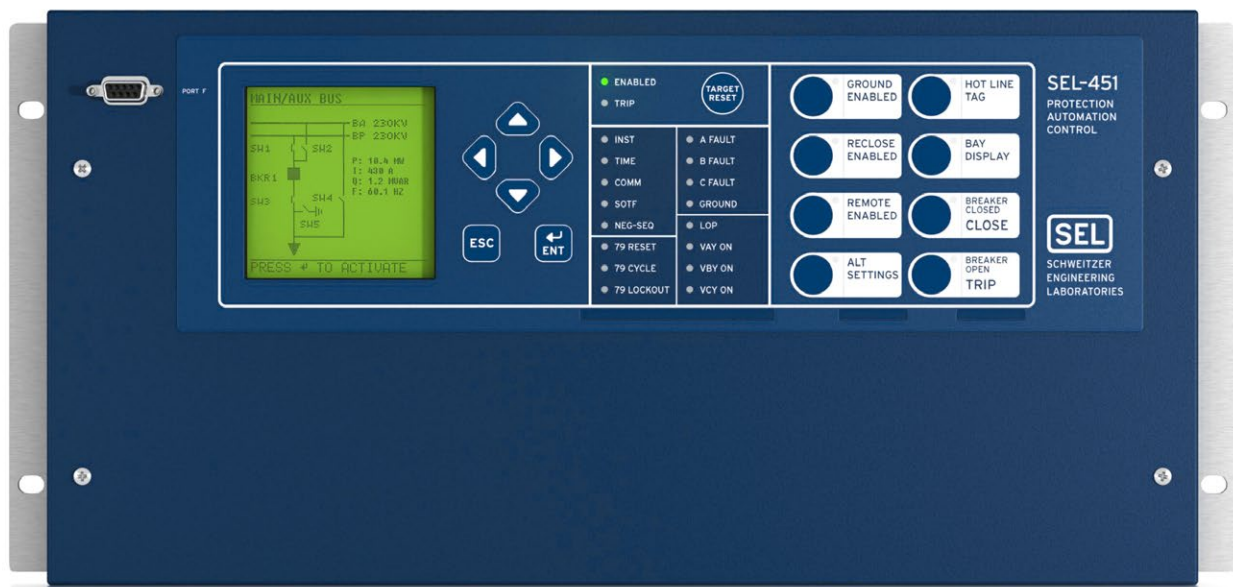 PORT F
MAIN/AUX BUS
BA 230KV
BP 230KV
SW1
SW2
P: 10.4 MW
I: 430 A
BKR1
Q: 1.2 MVAR
F: 60.1 HZ
SW3
SW4
SW5
PRESS ↵ TO ACTIVATE
ESC
↵
ENT
ENABLED
TRIP
TARGET
RESET
INST
TIME
COMM
SOTF
NEG-SEQ
79 RESET
79 CYCLE
79 LOCKOUT
A FAULT
B FAULT
C FAULT
GROUND
LOP
VAY ON
VBY ON
VCY ON
GROUND
ENABLED
RECLOSE
ENABLED
REMOTE
ENABLED
ALT
SETTINGS
HOT LINE
TAG
BAY
DISPLAY
BREAKER
CLOSED
CLOSE
BREAKER
OPEN
TRIP
SEL-451
PROTECTION
AUTOMATION
CONTROL
SEL
SCHWEITZER
ENGINEERING
LABORATORIES